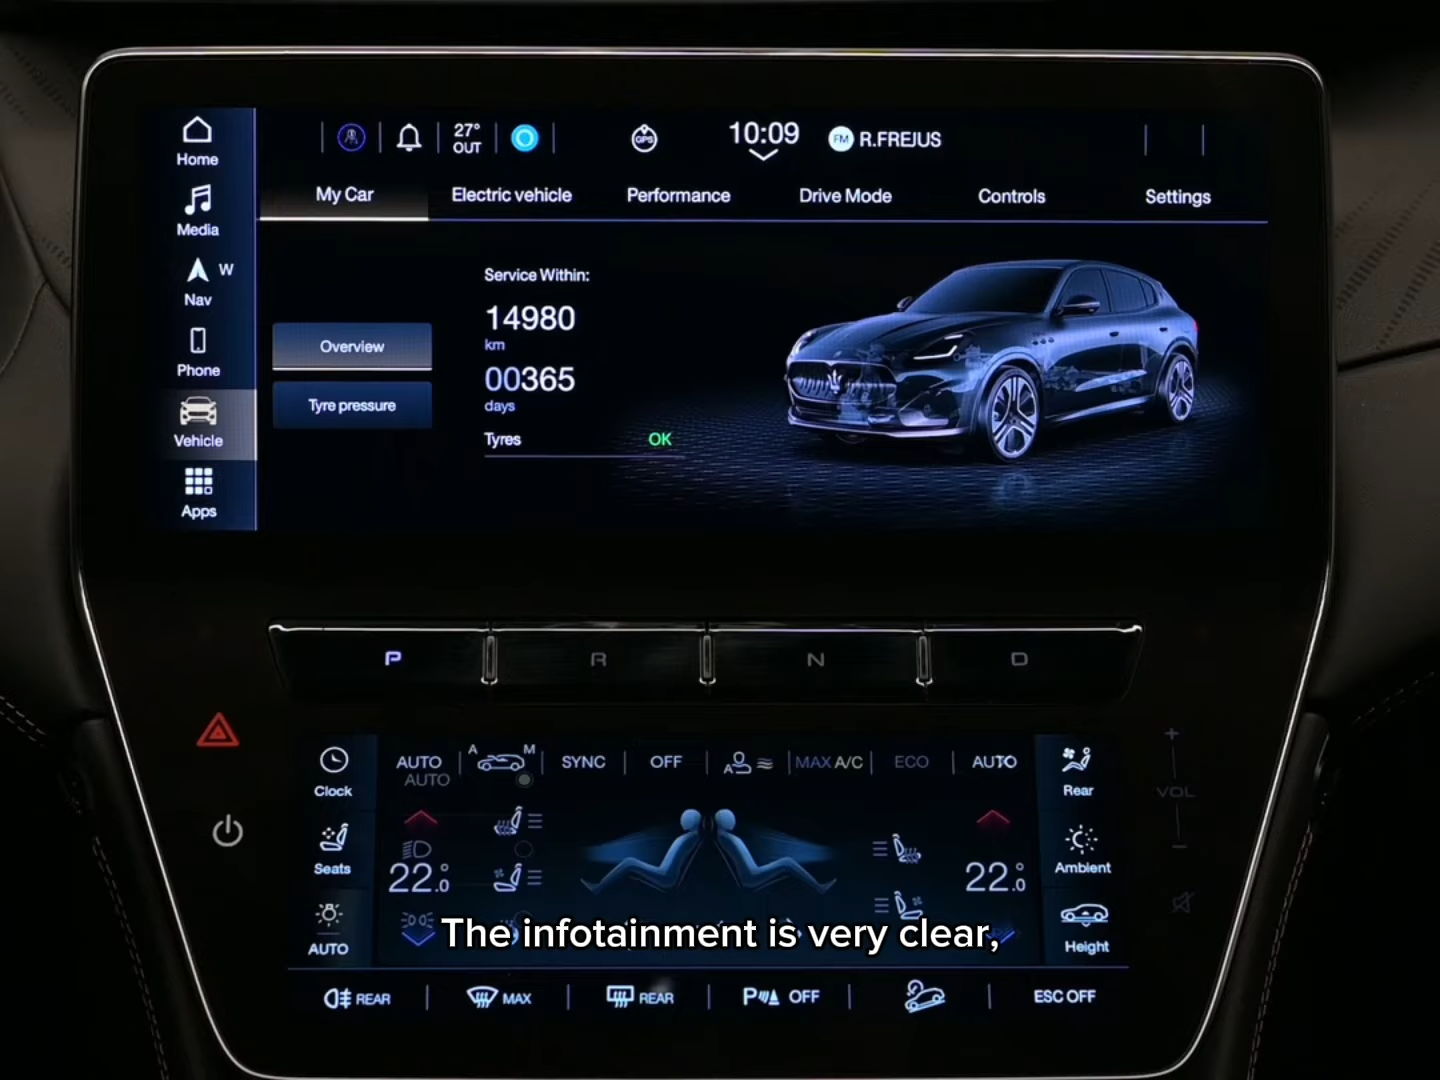 Home
Media
W
Nav
Phone
Vehicle
Apps
27°
OUT
GPS
10:09
FM R.FREJUS
My Car
Electric vehicle
Performance
Drive Mode
Controls
Settings
Overview
Tyre pressure
Service Within:
14980
km
00365
days
Tyres OK
P
R
N
D
Clock
Seats
AUTO
AUTO
AUTO
A M
SYNC
OFF
A
MAX A/C
ECO
AUTO
22.0°
22.0°
Rear
Ambient
Height
+
VOL
-
The infotainment is very clear,
REAR
MAX
REAR
P OFF
ESC OFF